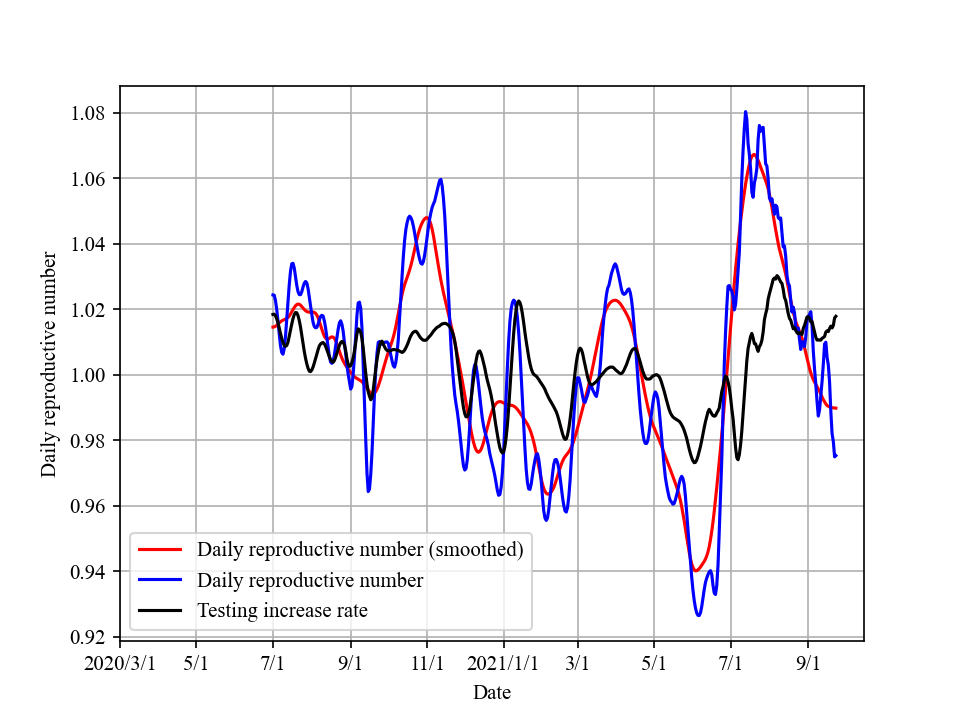 1.08
1.06
1.04
1.02
1.00
0.98
0.96
0.94
0.92
Daily reproductive number
Daily reproductive number (smoothed)
Daily reproductive number
Testing increase rate
2020/3/1 5/1 7/1 9/1 11/1 2021/1/1 3/1 5/1 7/1 9/1
Date